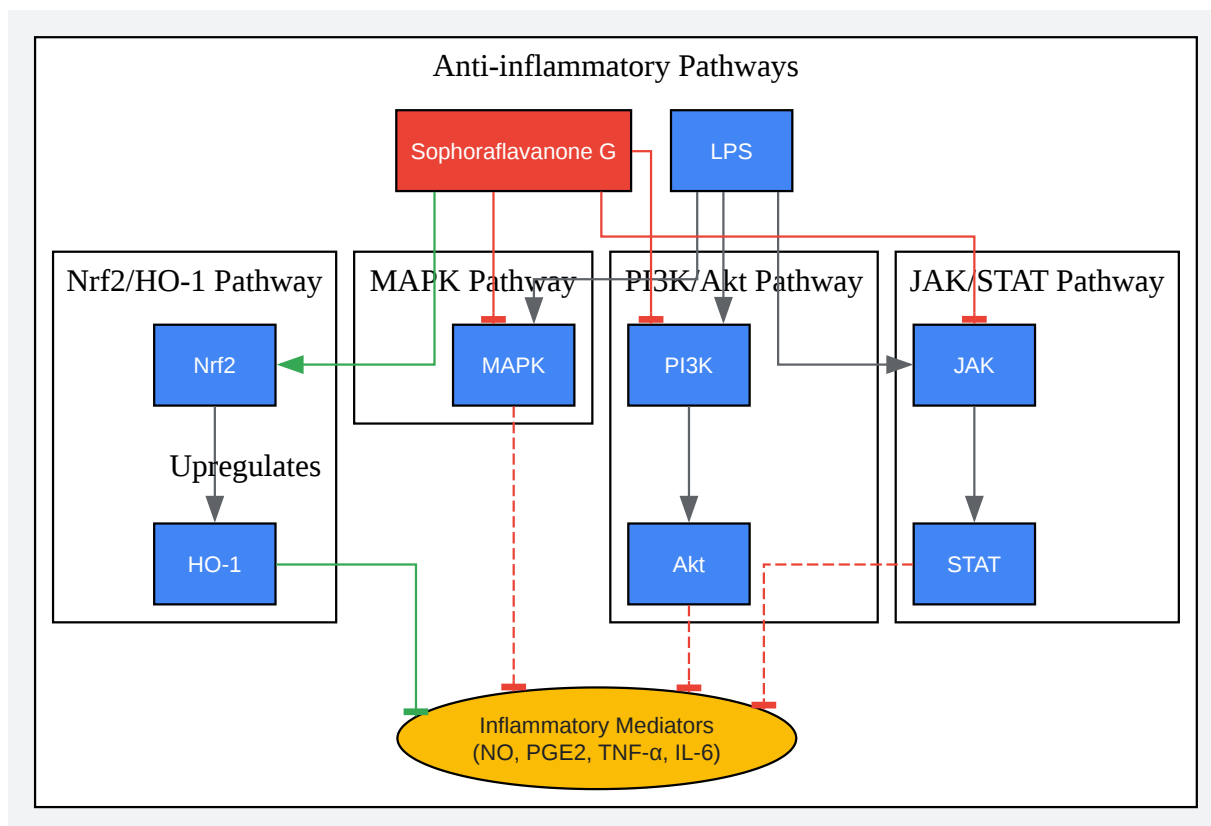 Anti-inflammatory Pathways
Sophoraflavanone G
LPS
Nrf2/HO-1 Pathway
MAPK Pathway
PI3K/Akt Pathway
JAK/STAT Pathway
Nrf2
MAPK
PI3K
JAK
Upregulates
HO-1
Akt
STAT
Inflammatory Mediators
(NO, PGE2, TNF-α, IL-6)